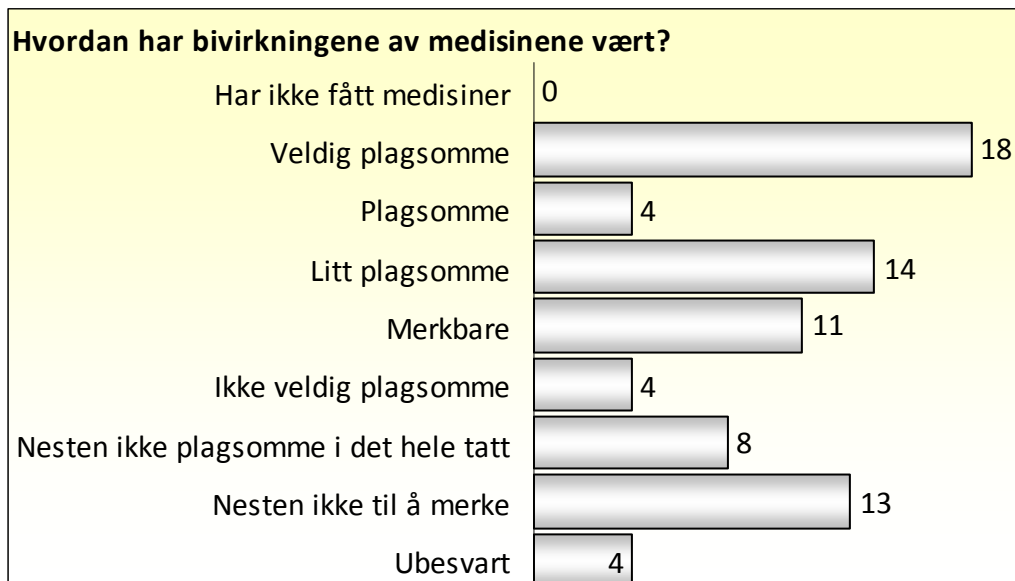 Hvordan har bivirkningene av medisinene vært?
Har ikke fått medisiner 0
Veldig plagsomme 18
Plagsomme 4
Litt plagsomme 14
Merkbare 11
Ikke veldig plagsomme 4
Nesten ikke plagsomme i det hele tatt 8
Nesten ikke til å merke 13
Ubesvart 4